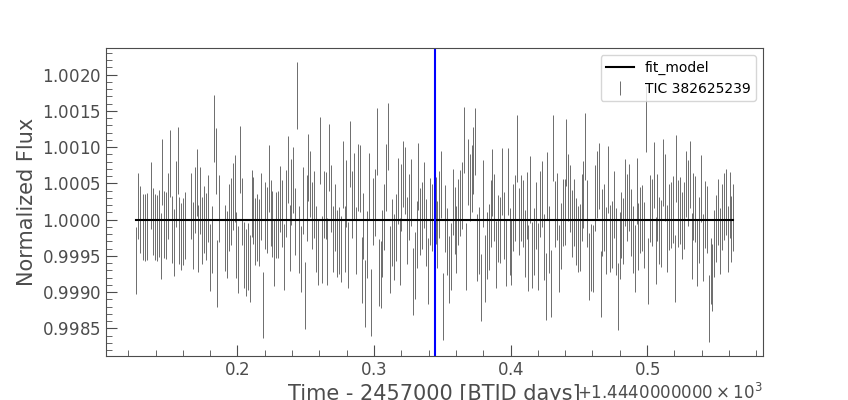 fit_model
TIC 382625239
1.0020
1.0015
1.0010
1.0005
1.0000
0.9995
0.9990
0.9985
Normalized Flux
0.2 0.3 0.4 0.5
Time - 2457000 [BTJD days]
+1.4440000000 × 10³